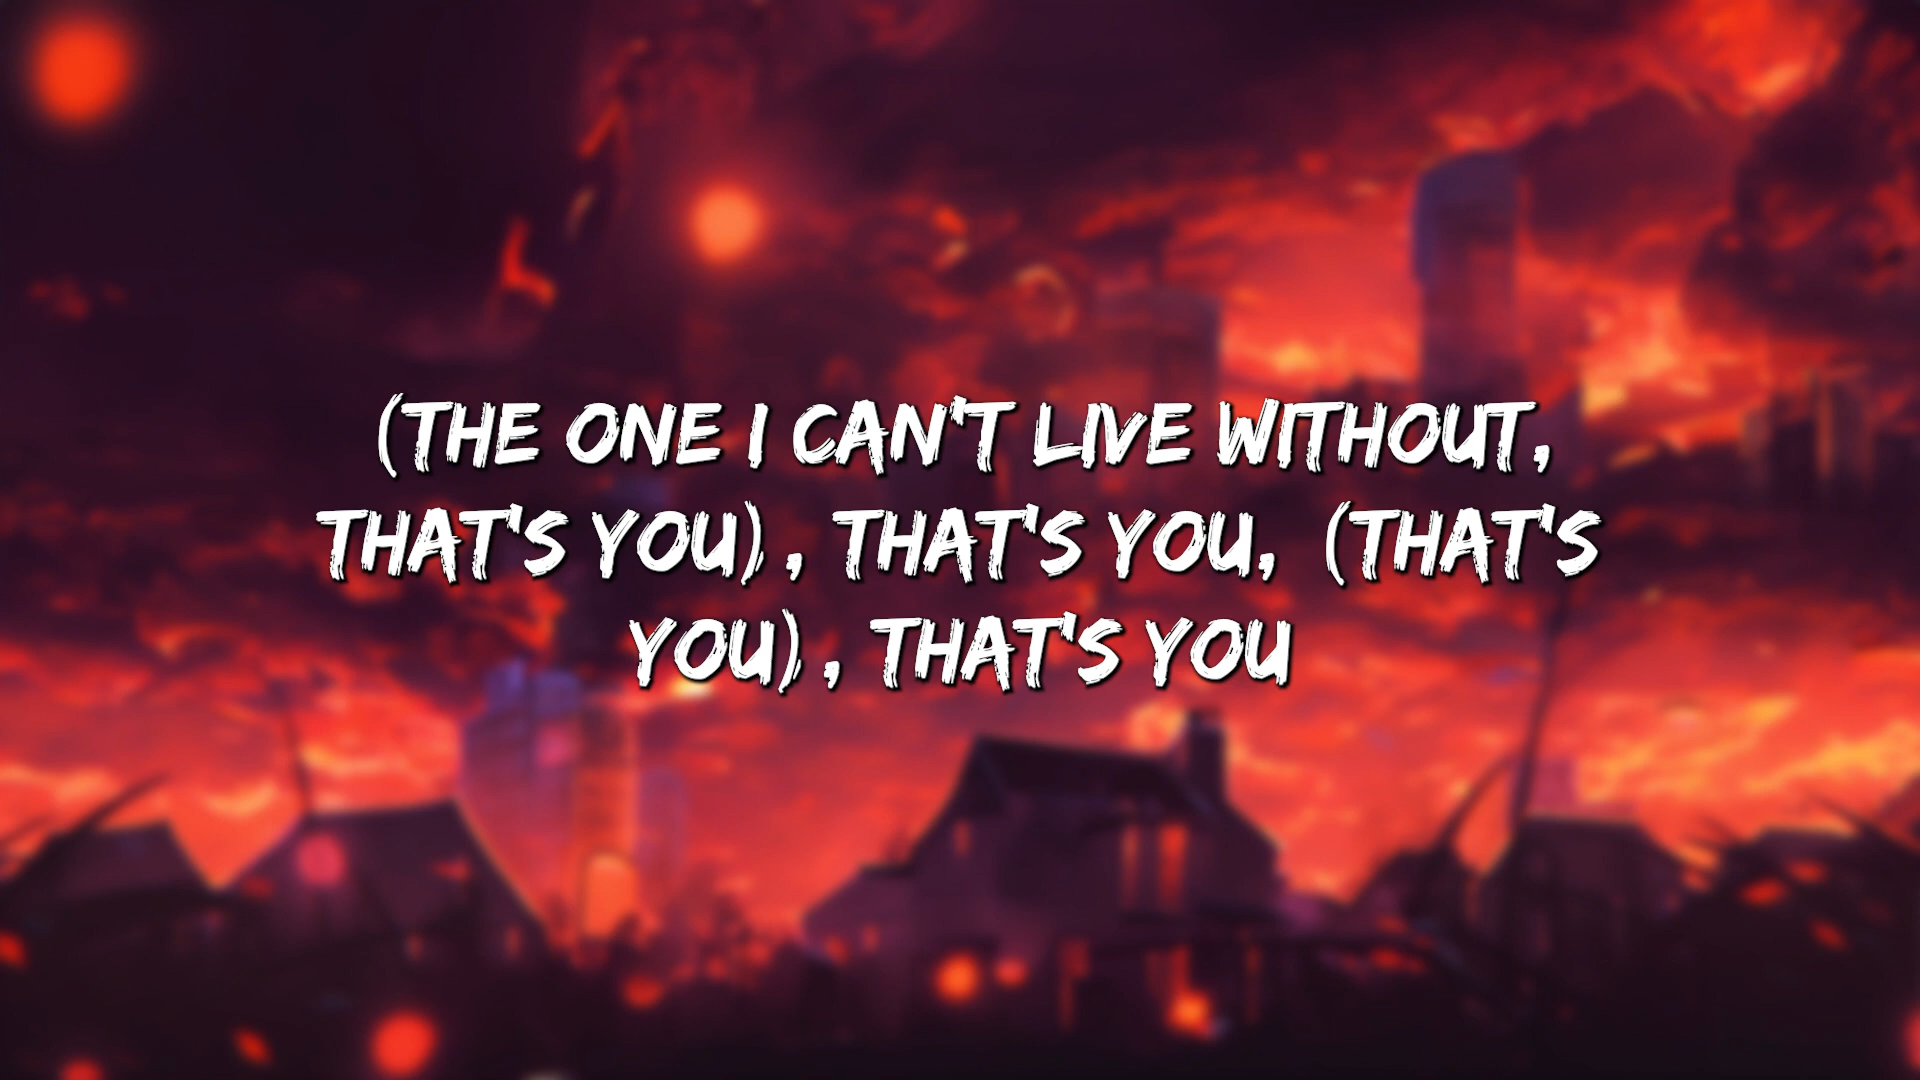 (THE ONE I CAN'T LIVE WITHOUT,
THAT'S YOU), THAT'S YOU, (THAT'S
YOU), THAT'S YOU